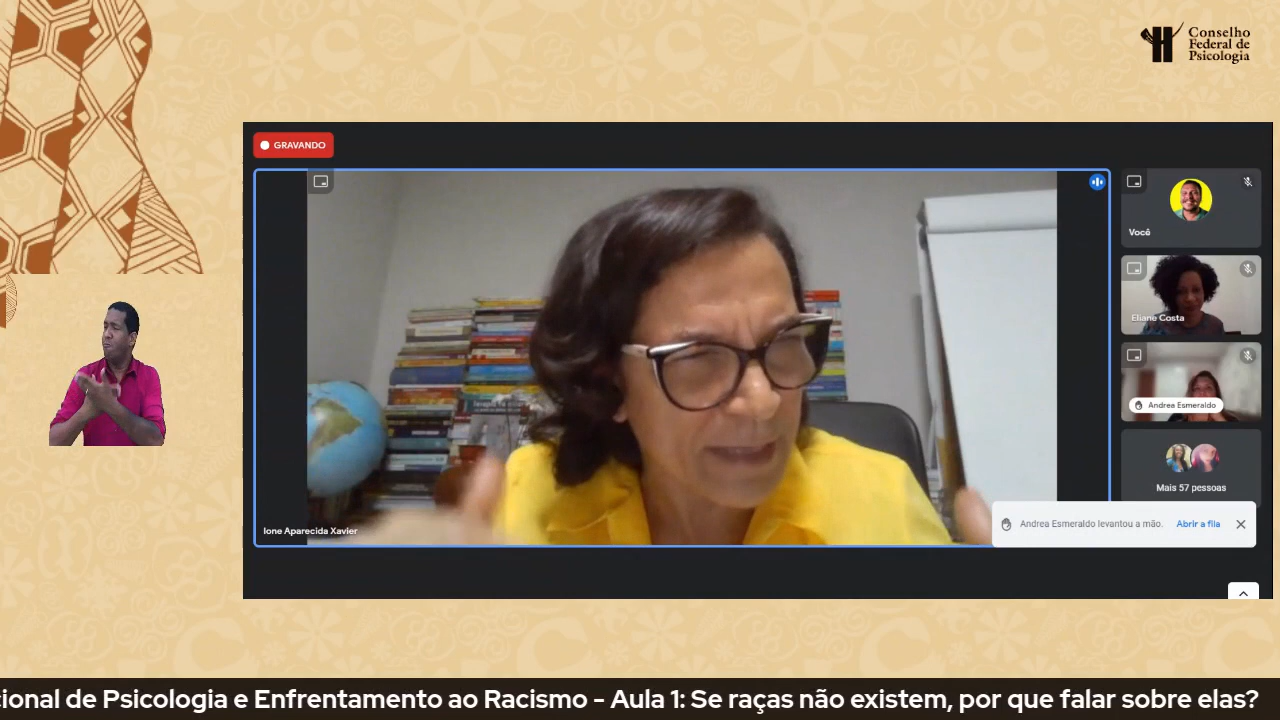 Conselho
Federal de
Psicologia
GRAVANDO
Você
Eliane Costa
Andrea Esmeraldo
Mais 57 pessoas
Andrea Esmeraldo levantou a mão. Abrir a fila
Ione Aparecida Xavier
cional de Psicologia e Enfrentamento ao Racismo - Aula 1: Se raças não existem, por que falar sobre elas?